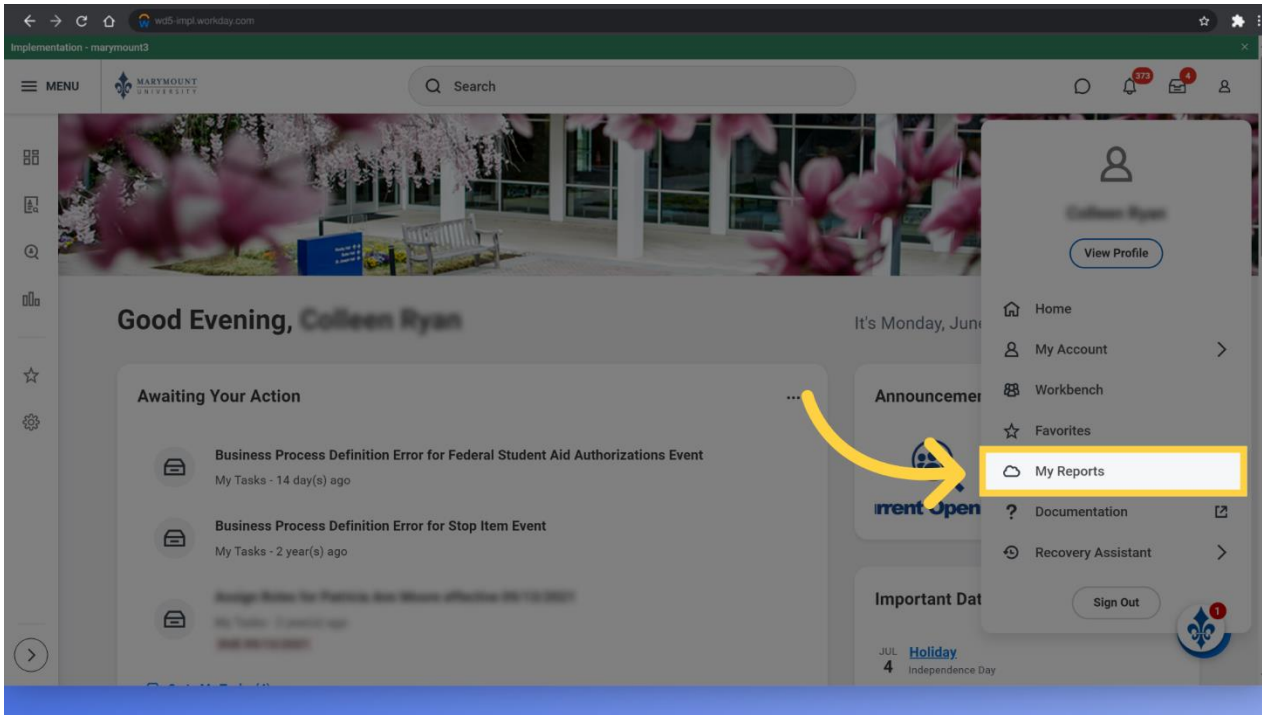 wd5-impl.workday.com
Implementation - marymount3
MENU
MARYMOUNT
UNIVERSITY
Search
373
4
View Profile
Good Evening,
It's Monday, June
Home
My Account
Workbench
Favorites
My Reports
Documentation
Recovery Assistant
Sign Out
1
Awaiting Your Action
Business Process Definition Error for Federal Student Aid Authorizations Event
My Tasks - 14 day(s) ago
Business Process Definition Error for Stop Item Event
My Tasks - 2 year(s) ago
Announcemen
rrent Open
Important Dat
JUL
4
Holiday
Independence Day